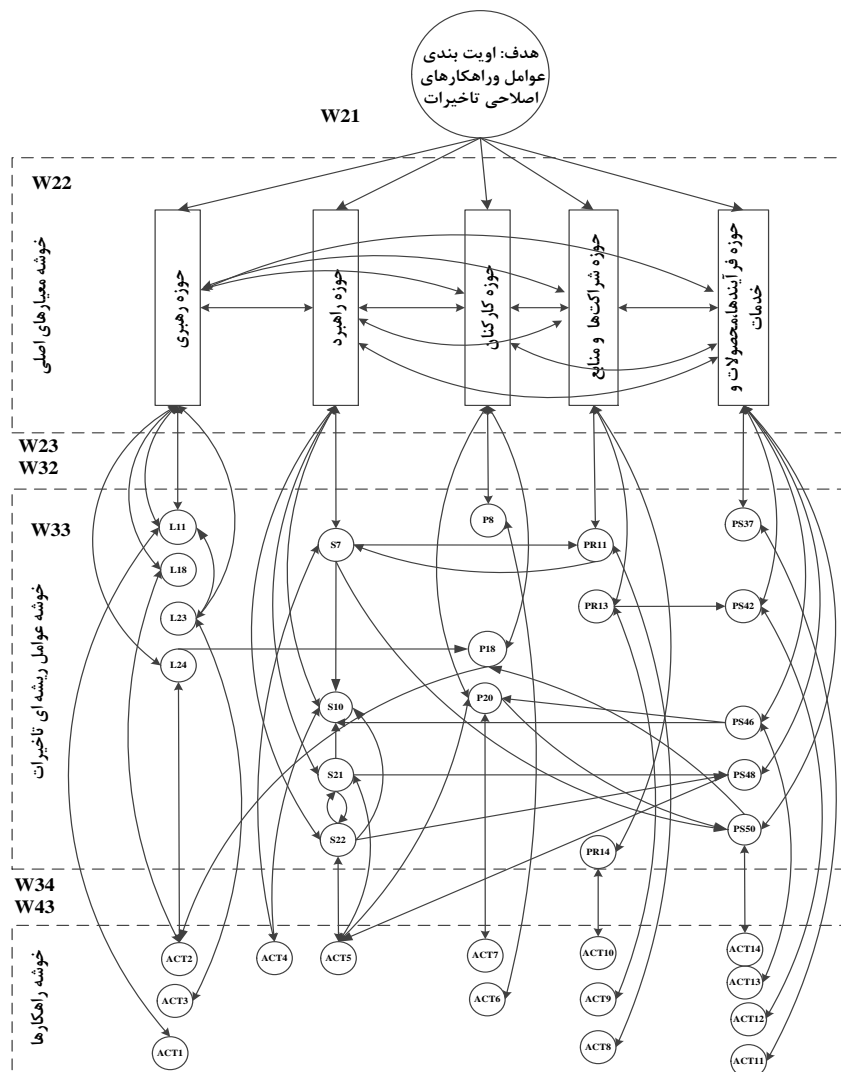 هدف: اویت بندی
عوامل وراهکارهای
اصلاحی تاخیرات
W21
W22
خوشه معیارهای اصلی
حوزه رهبری
حوزه راهبرد
حوزه کارکنان
حوزه شراکت‌ها و منابع
حوزه فرآیندها،محصولات و
خدمات
W23
W32
W33
خوشه عوامل ریشه ای تاخیرات
L11
L18
L23
L24
S7
S10
S21
S22
P8
P18
P20
PR11
PR13
PR14
PS37
PS42
PS46
PS48
PS50
W34
W43
خوشه راهکارها
ACT2
ACT3
ACT1
ACT4
ACT5
ACT7
ACT6
ACT10
ACT9
ACT8
ACT14
ACT13
ACT12
ACT11